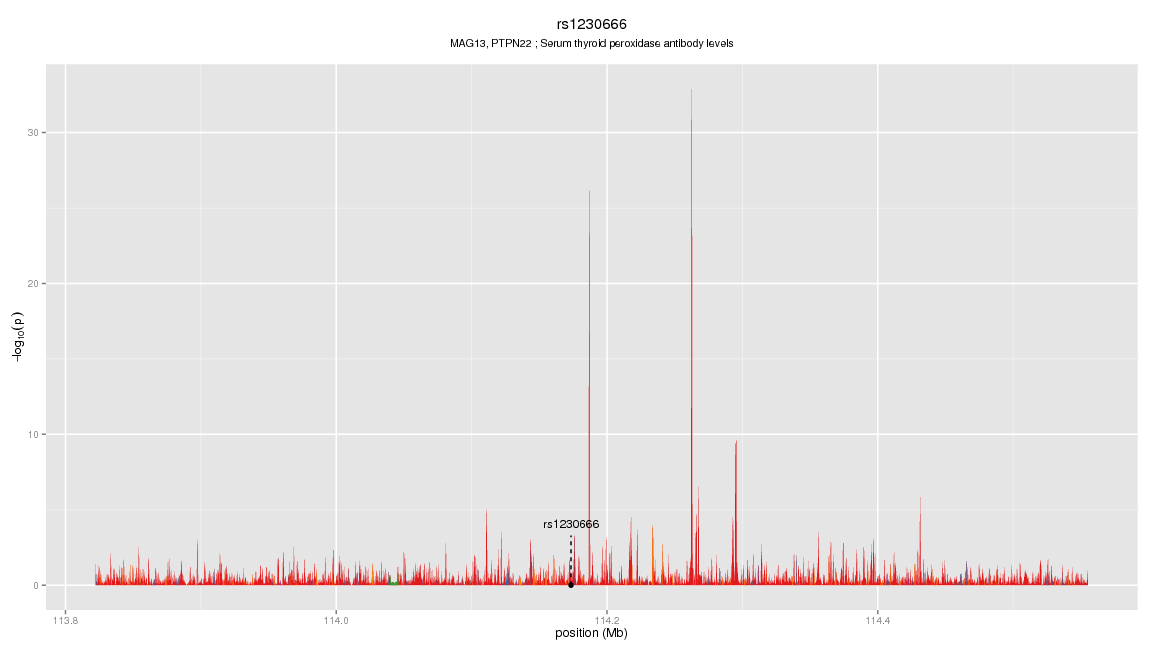 rs1230666
MAG13, PTPN22 ; Serum thyroid peroxidase antibody levels
30
20
10
0
−log10(p)
rs1230666
113.8 114.0 114.2 114.4
position (Mb)